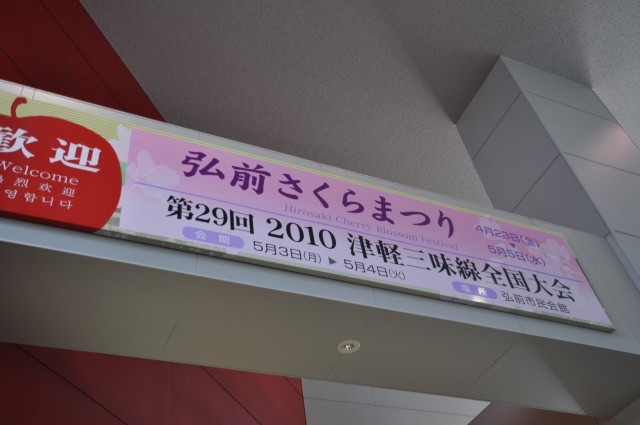 歓迎
Welcome
烈欢迎
영합니다
弘前さくらまつり
Hirosaki Cherry Blossom Festival
4月23日(金)
▼
5月5日(水)
第29回 2010 津軽三味線全国大会
会期 5月3日(月) ▶ 5月4日(火)
場所 弘前市民会館